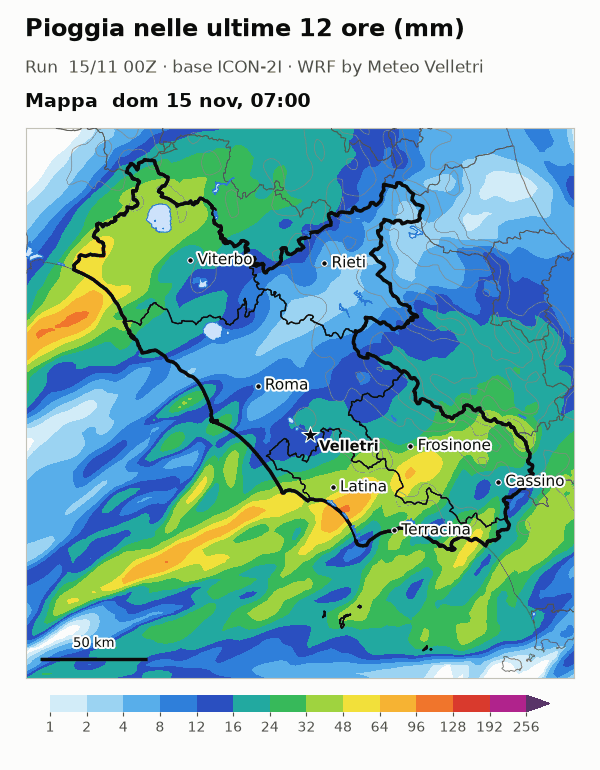 Pioggia nelle ultime 12 ore (mm)
Run  15/11 00Z · base ICON-2I · WRF by Meteo Velletri
Mappa  dom 15 nov, 07:00
Viterbo
Rieti
Roma
Velletri
Frosinone
Latina
Cassino
Terracina
50 km
1 2 4 8 12 16 24 32 48 64 96 128 192 256